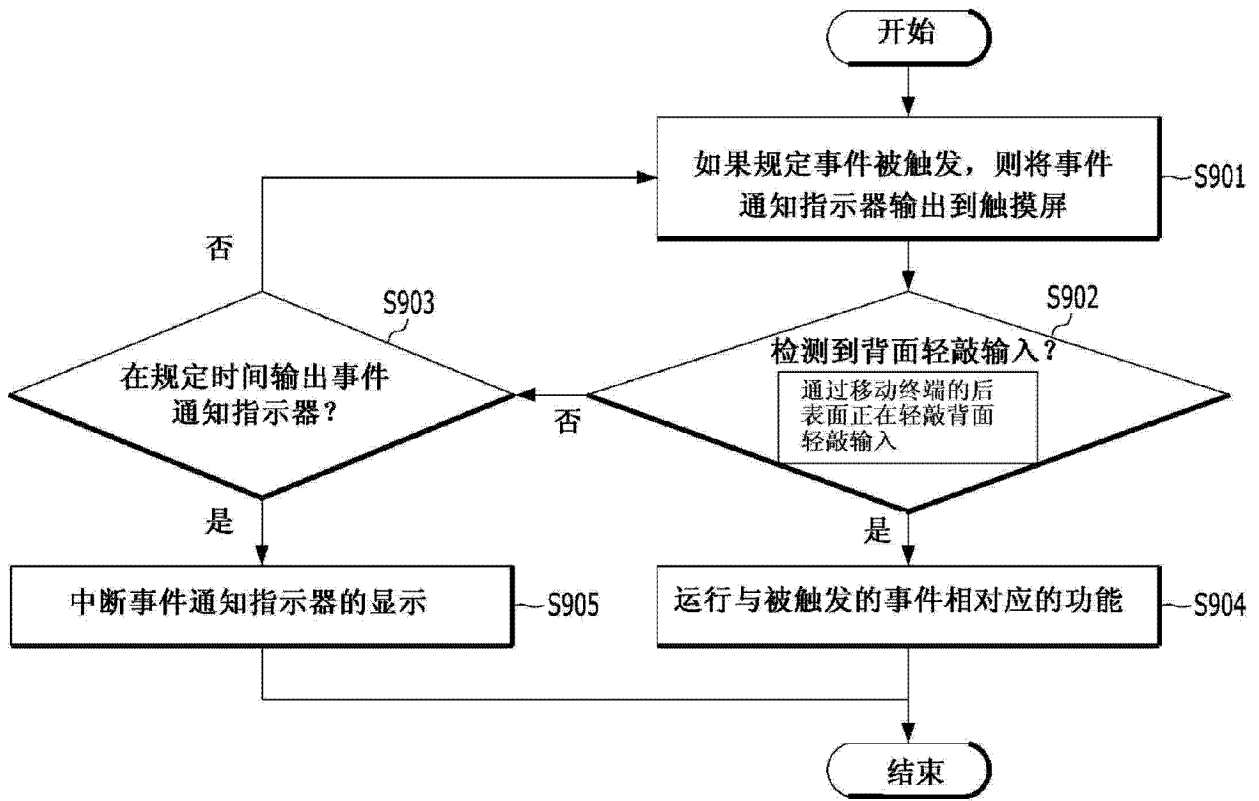 开始
如果规定事件被触发，则将事件
通知指示器输出到触摸屏
S901
否
S903
在规定时间输出事件
通知指示器？
否
S902
检测到背面轻敲输入？
通过移动终端的后
表面正在轻敲背面
轻敲输入
是
是
中断事件通知指示器的显示
S905
运行与被触发的事件相对应的功能
S904
结束